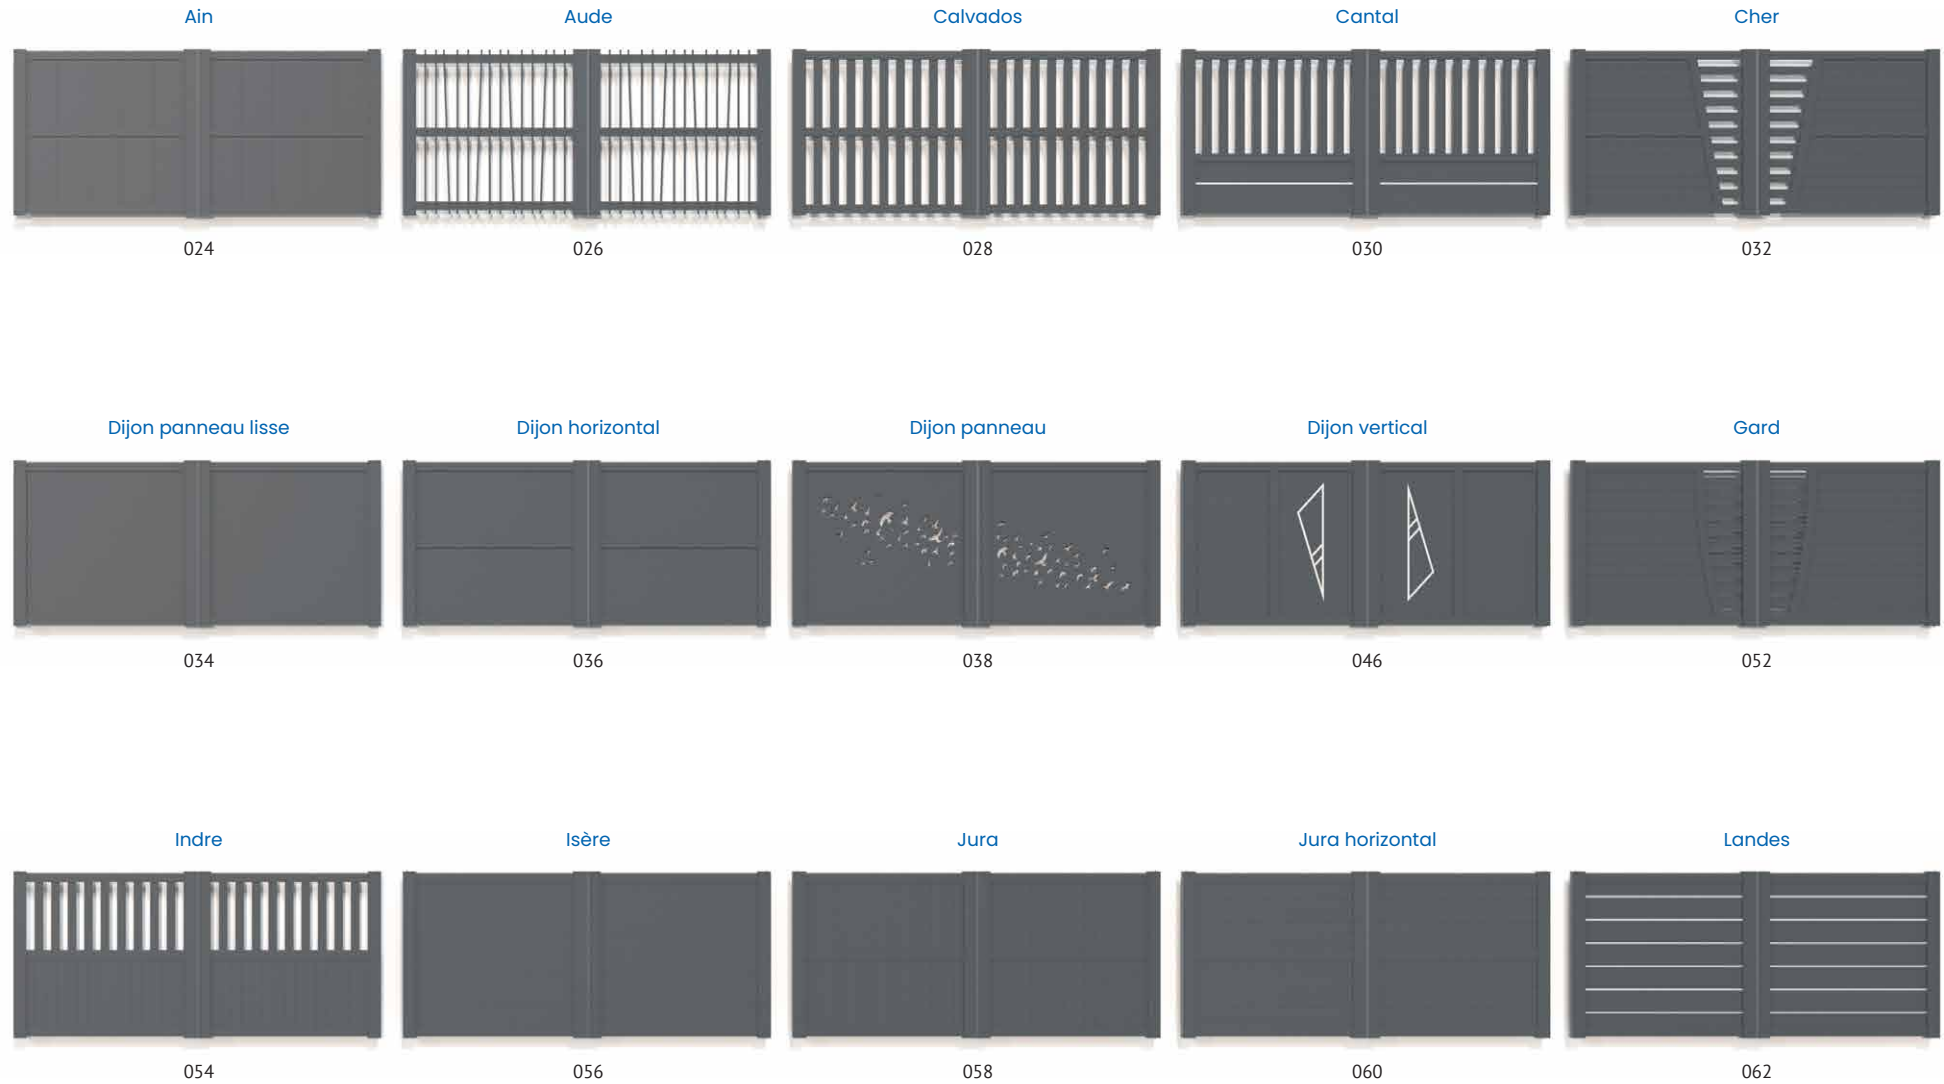 Ain
Aude
Calvados
Cantal
Cher
024
026
028
030
032
Dijon panneau lisse
Dijon horizontal
Dijon panneau
Dijon vertical
Gard
034
036
038
046
052
Indre
Isère
Jura
Jura horizontal
Landes
054
056
058
060
062